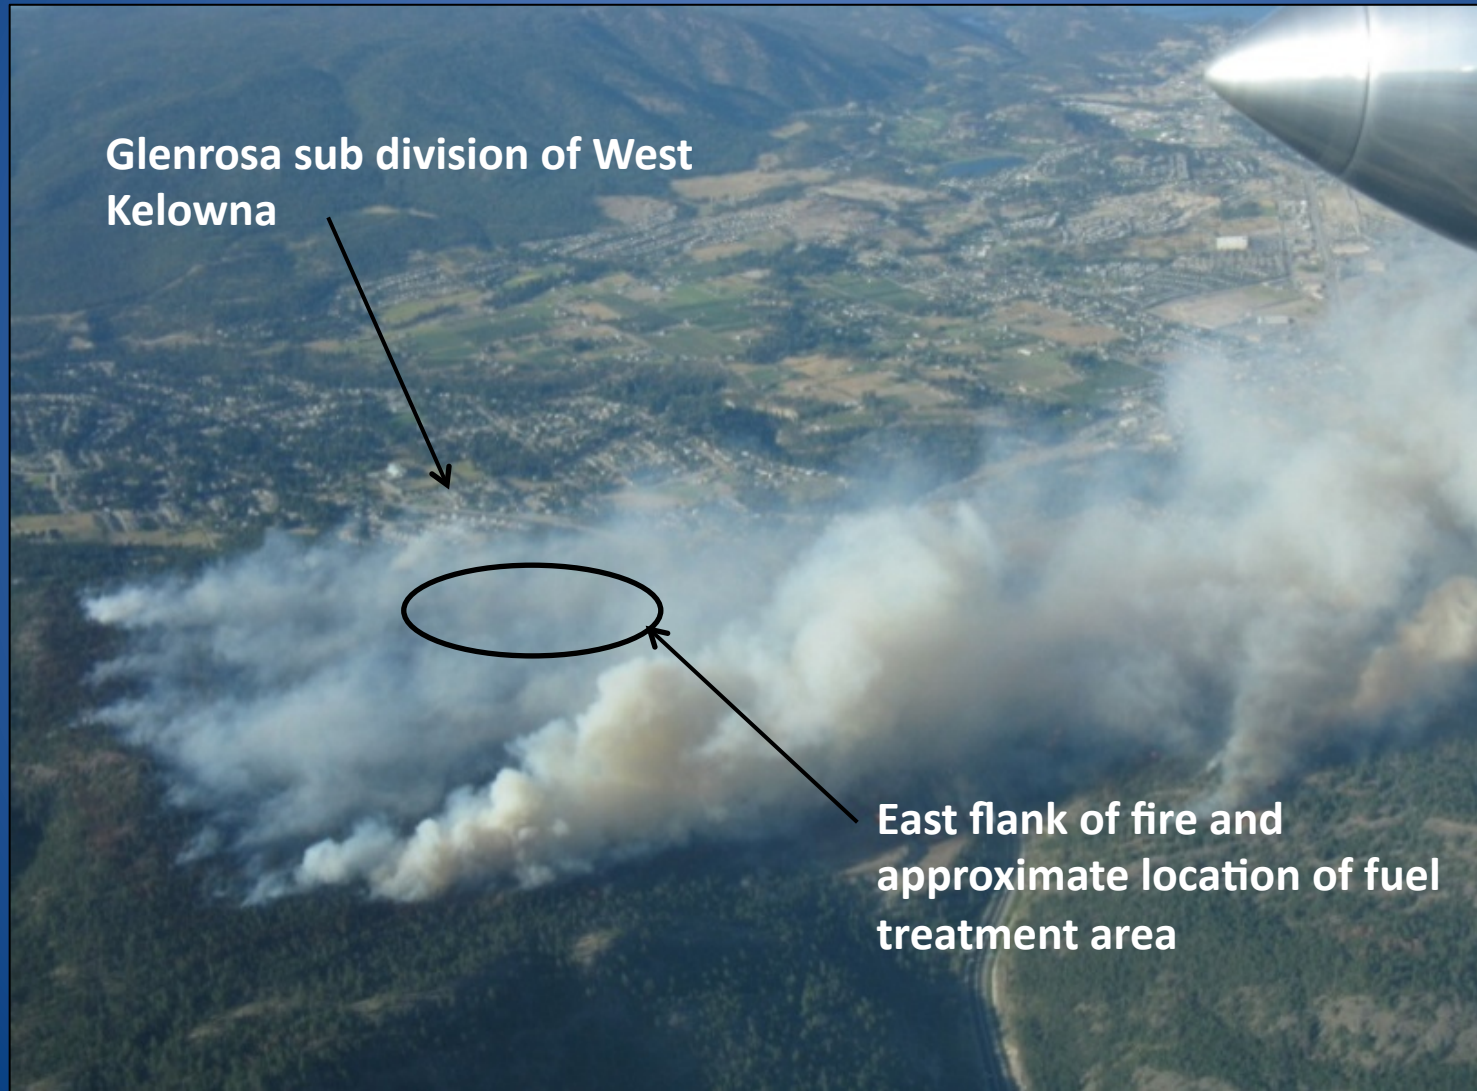 Glenrosa sub division of West
Kelowna
East flank of fire and
approximate location of fuel
treatment area